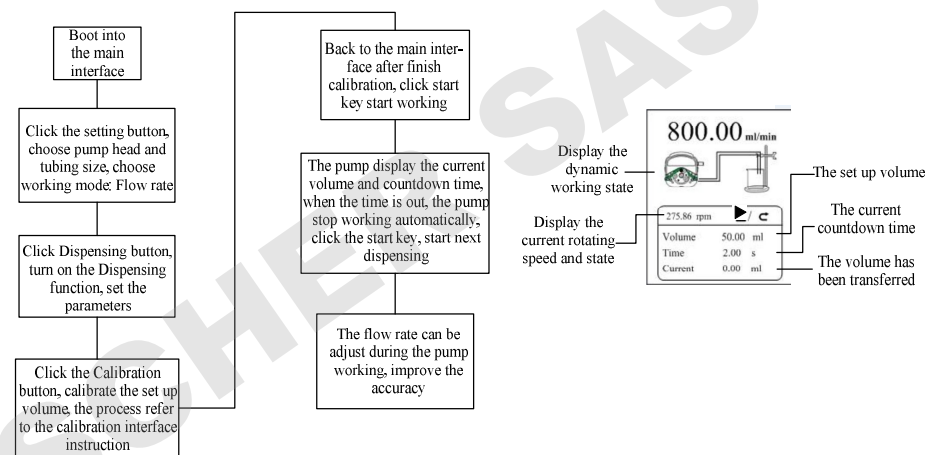 Boot into
the main
interface
Click the setting button,
choose pump head and
tubing size, choose
working mode: Flow rate
Click Dispensing button,
turn on the Dispensing
function, set the
parameters
Click the Calibration
button, calibrate the set up
volume, the process refer
to the calibration interface
instruction
Back to the main inter-
face after finish
calibration, click start
key start working
The pump display the current
volume and countdown time,
when the time is out, the pump
stop working automatically,
click the start key, start next
dispensing
The flow rate can be
adjust during the pump
working, improve the
accuracy
Display the
dynamic
working state
Display the
current rotating
speed and state
800.00 ml/min
275.86 rpm /
Volume 50.00 ml
Time 2.00 s
Current 0.00 ml
The set up volume
The current
countdown time
The volume has
been transferred
SCHER SAS